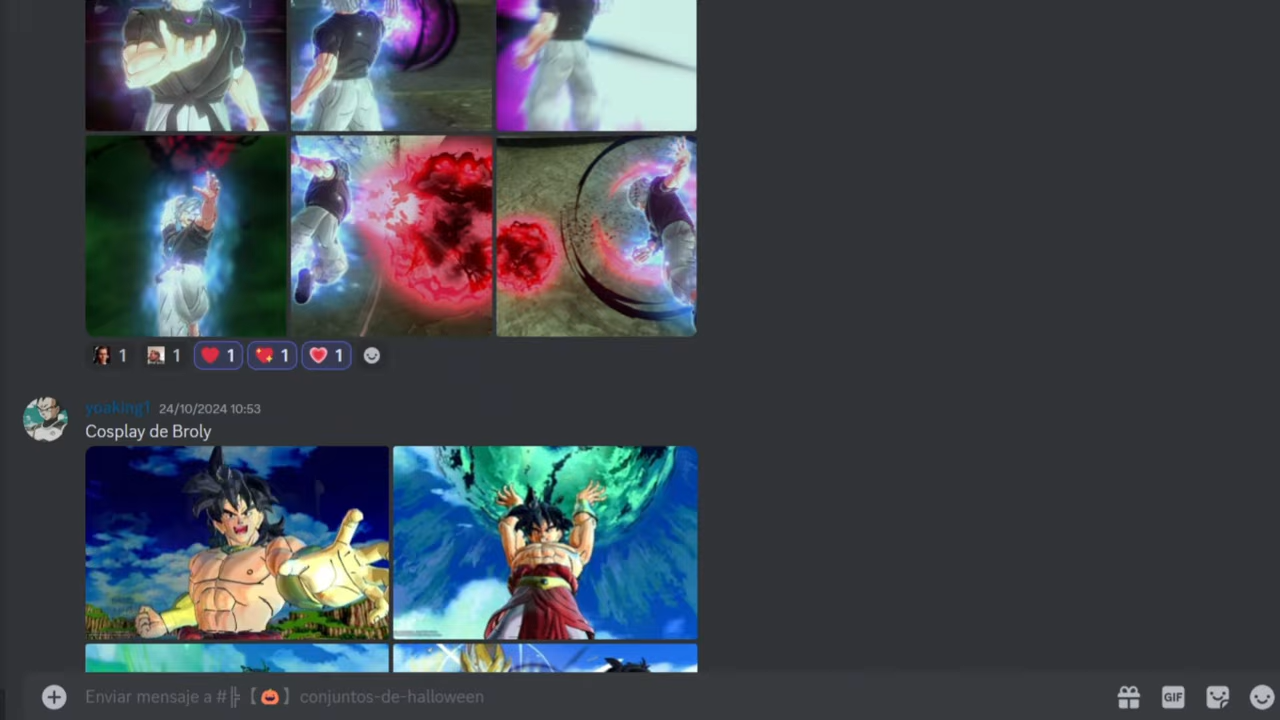 1 1 1 1 1
yoaking1 24/10/2024 10:53
Cosplay de Broly
Enviar mensaje a #╠【🎃】conjuntos-de-halloween
GIF